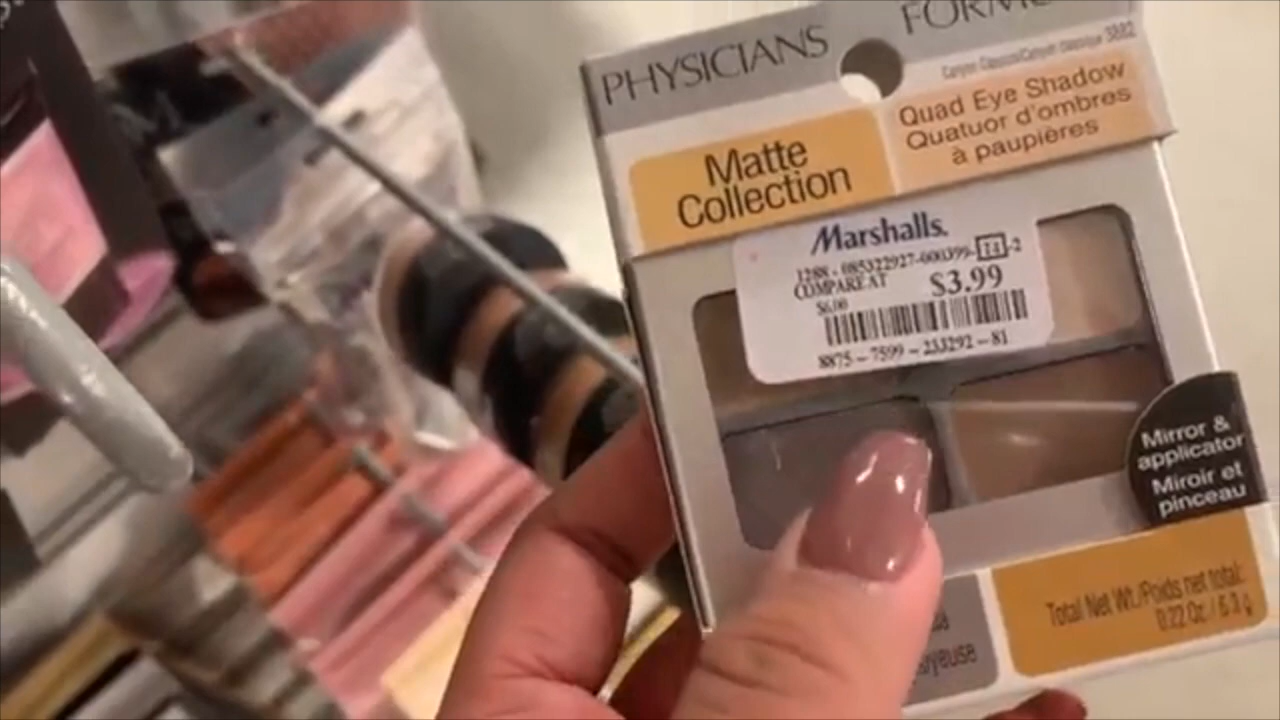 PHYSICIANS FORMU
Canyon Classics/Canyon classique 3882
Quad Eye Shadow
Quatuor d'ombres
à paupières
Matte
Collection
Marshalls.
1288 - 085322927-000399-14-2
COMPARE AT $3.99
$6.00
8875-7599-233292-81
Mirror &
applicator
Miroir et
pinceau
Total Net Wt./Poids net total:
0.22 Oz. / 6.3 g